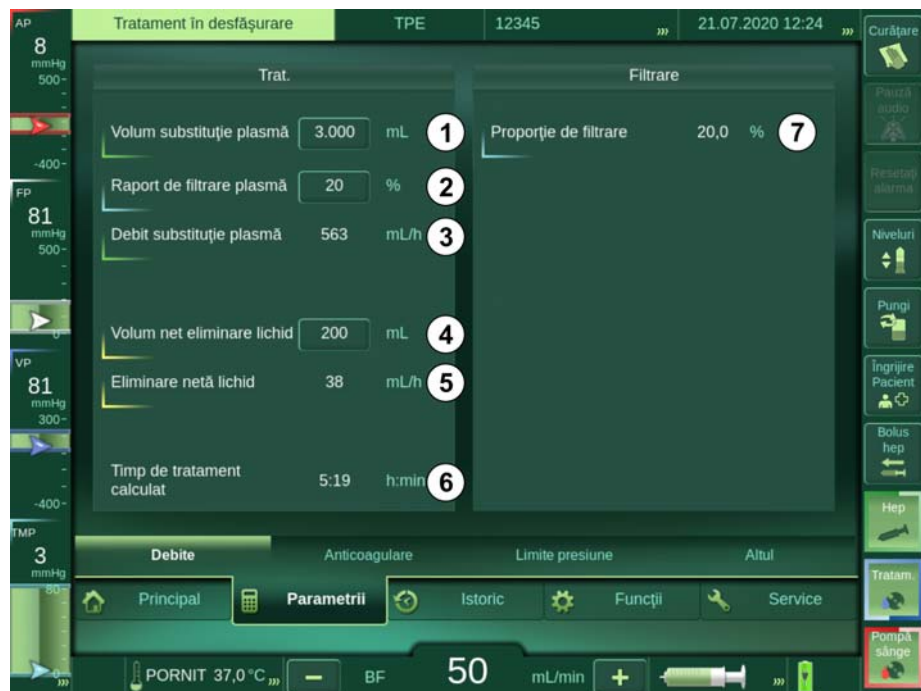 Tratament în desfășurare TPE 12345 21.07.2020 12:24
AP
8
mmHg
500
-400
FP
81
mmHg
500
0
VP
81
mmHg
300
-400
TMP
3
mmHg
80
0
Trat.
Volum substituție plasmă 3.000 mL 1
Raport de filtrare plasmă 20 % 2
Debit substituție plasmă 563 mL/h 3
Volum net eliminare lichid 200 mL 4
Eliminare netă lichid 38 mL/h 5
Timp de tratament
calculat 5:19 h:min 6
Filtrare
Proporție de filtrare 20,0 % 7
Debite Anticoagulare Limite presiune Altul
Principal Parametrii Istoric Funcții Service
PORNIT 37,0 °C BF 50 mL/min
Curățare
Pauză
audio
Resetați
alarma
Niveluri
Pungi
Îngrijire
Pacient
Bolus
hep
Hep
Tratam.
Pompă
sânge